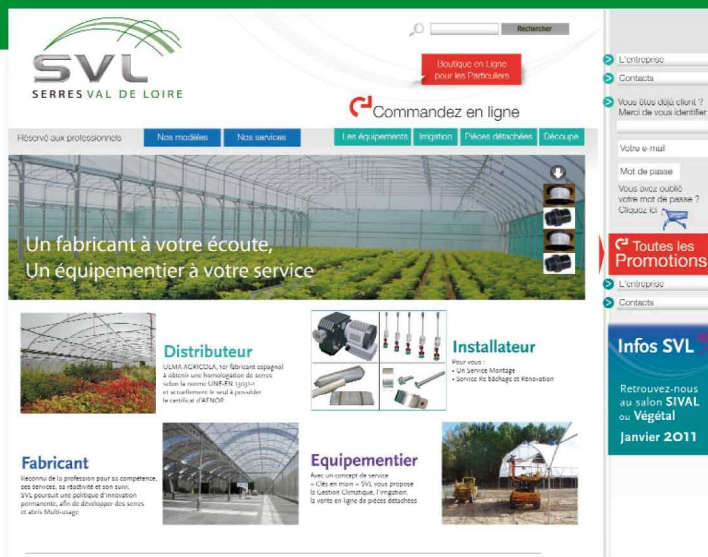 SVL
SERRES VAL DE LOIRE
Rechercher
Boutique en Ligne
pour les Particuliers
Commandez en ligne
Réservé aux professionnels
Nos modèles
Nos services
Les équipements
Irrigation
Pièces détachées
Découpe
Un fabricant à votre écoute,
Un équipementier à votre service
Distributeur
ULMA AGRICOLA, 1er fabricant espagnol
à obtenir une homologation de serres
selon la norme UNE-EN 13031-1
et actuellement le seul à posséder
le certificat d'AFNOR
Installateur
Pour vous :
• Un Service Montage
• Service Re bâchage et Rénovation
Fabricant
Reconnu de la profession pour sa compétence,
ses services, sa réactivité et son suivi.
SVL poursuit une politique d'innovation
permanente, afin de développer des serres
et abris Multi-usage
Equipementier
Avec un concept de service
« Clés en main » SVL vous propose
la Gestion Climatique, l'Irrigation,
la vente en ligne de pièces détachées
L'entreprise
Contacts
Vous êtes déjà client ?
Merci de vous identifier
Votre e-mail
Mot de passe
Vous avez oublié
votre mot de passe ?
Cliquez ici
Toutes les
Promotions
L'entreprise
Contacts
Infos SVL
Retrouvez-nous
au salon SIVAL
ou Végétal
Janvier 2011